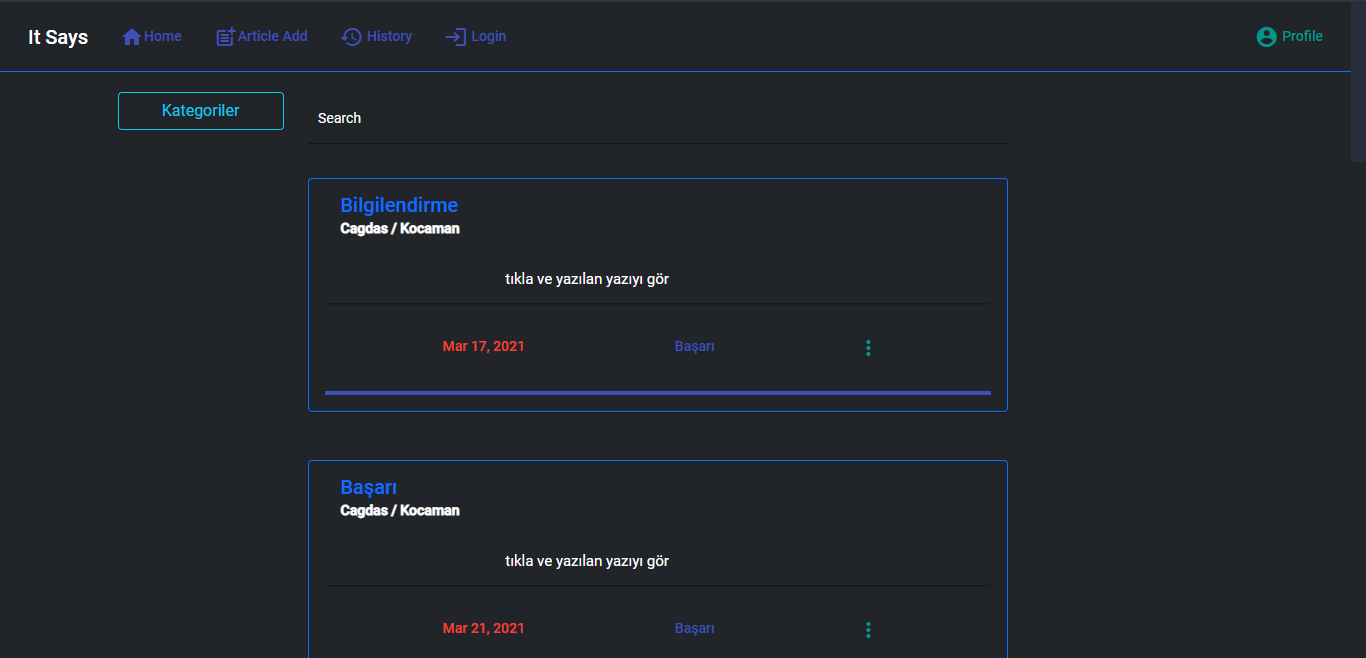 It Says Home Article Add History Login Profile
Kategoriler
Search
Bilgilendirme
Cagdas / Kocaman
tıkla ve yazılan yazıyı gör
Mar 17, 2021 Başarı
Başarı
Cagdas / Kocaman
tıkla ve yazılan yazıyı gör
Mar 21, 2021 Başarı